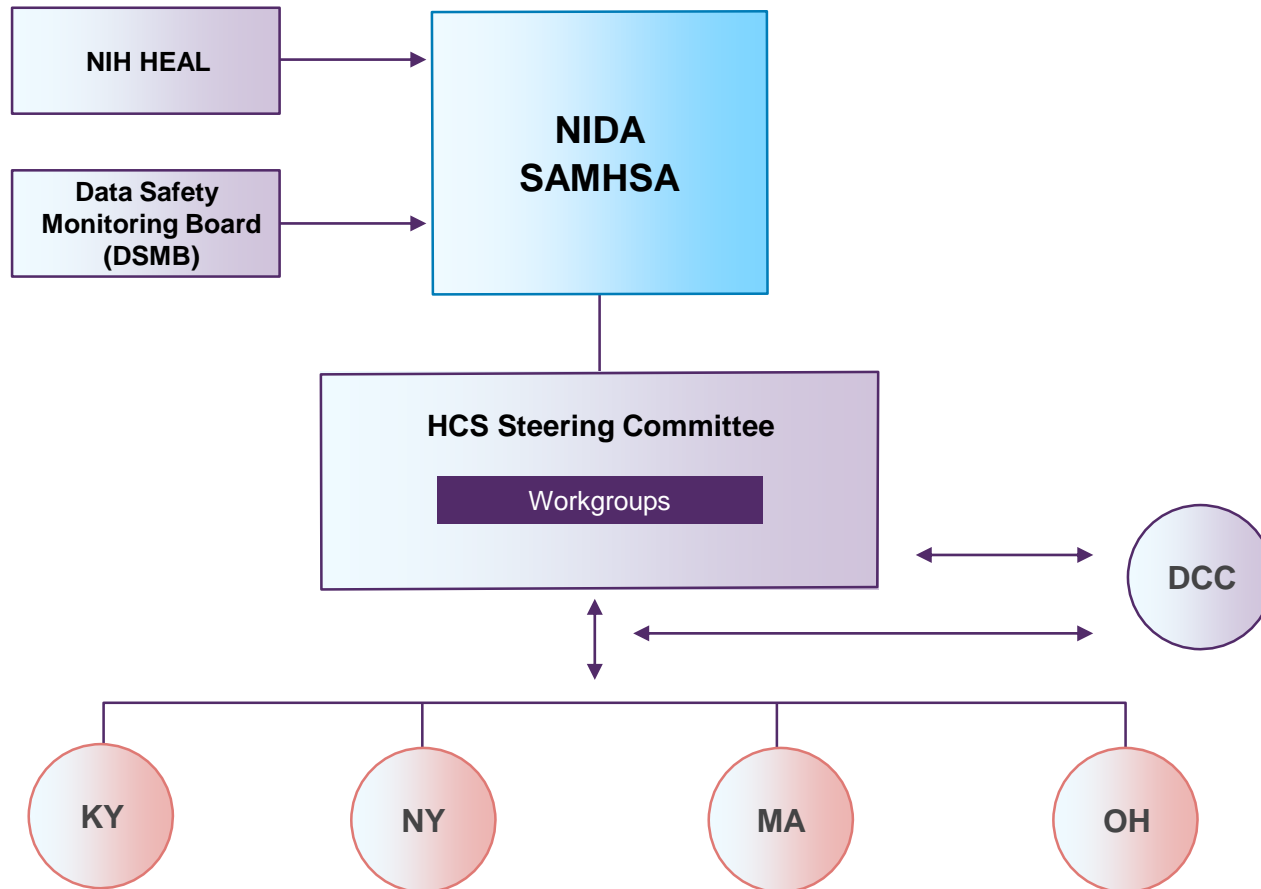 NIH HEAL
NIDA
SAMHSA
Data Safety
Monitoring Board
(DSMB)
HCS Steering Committee
Workgroups
DCC
KY
NY
MA
OH